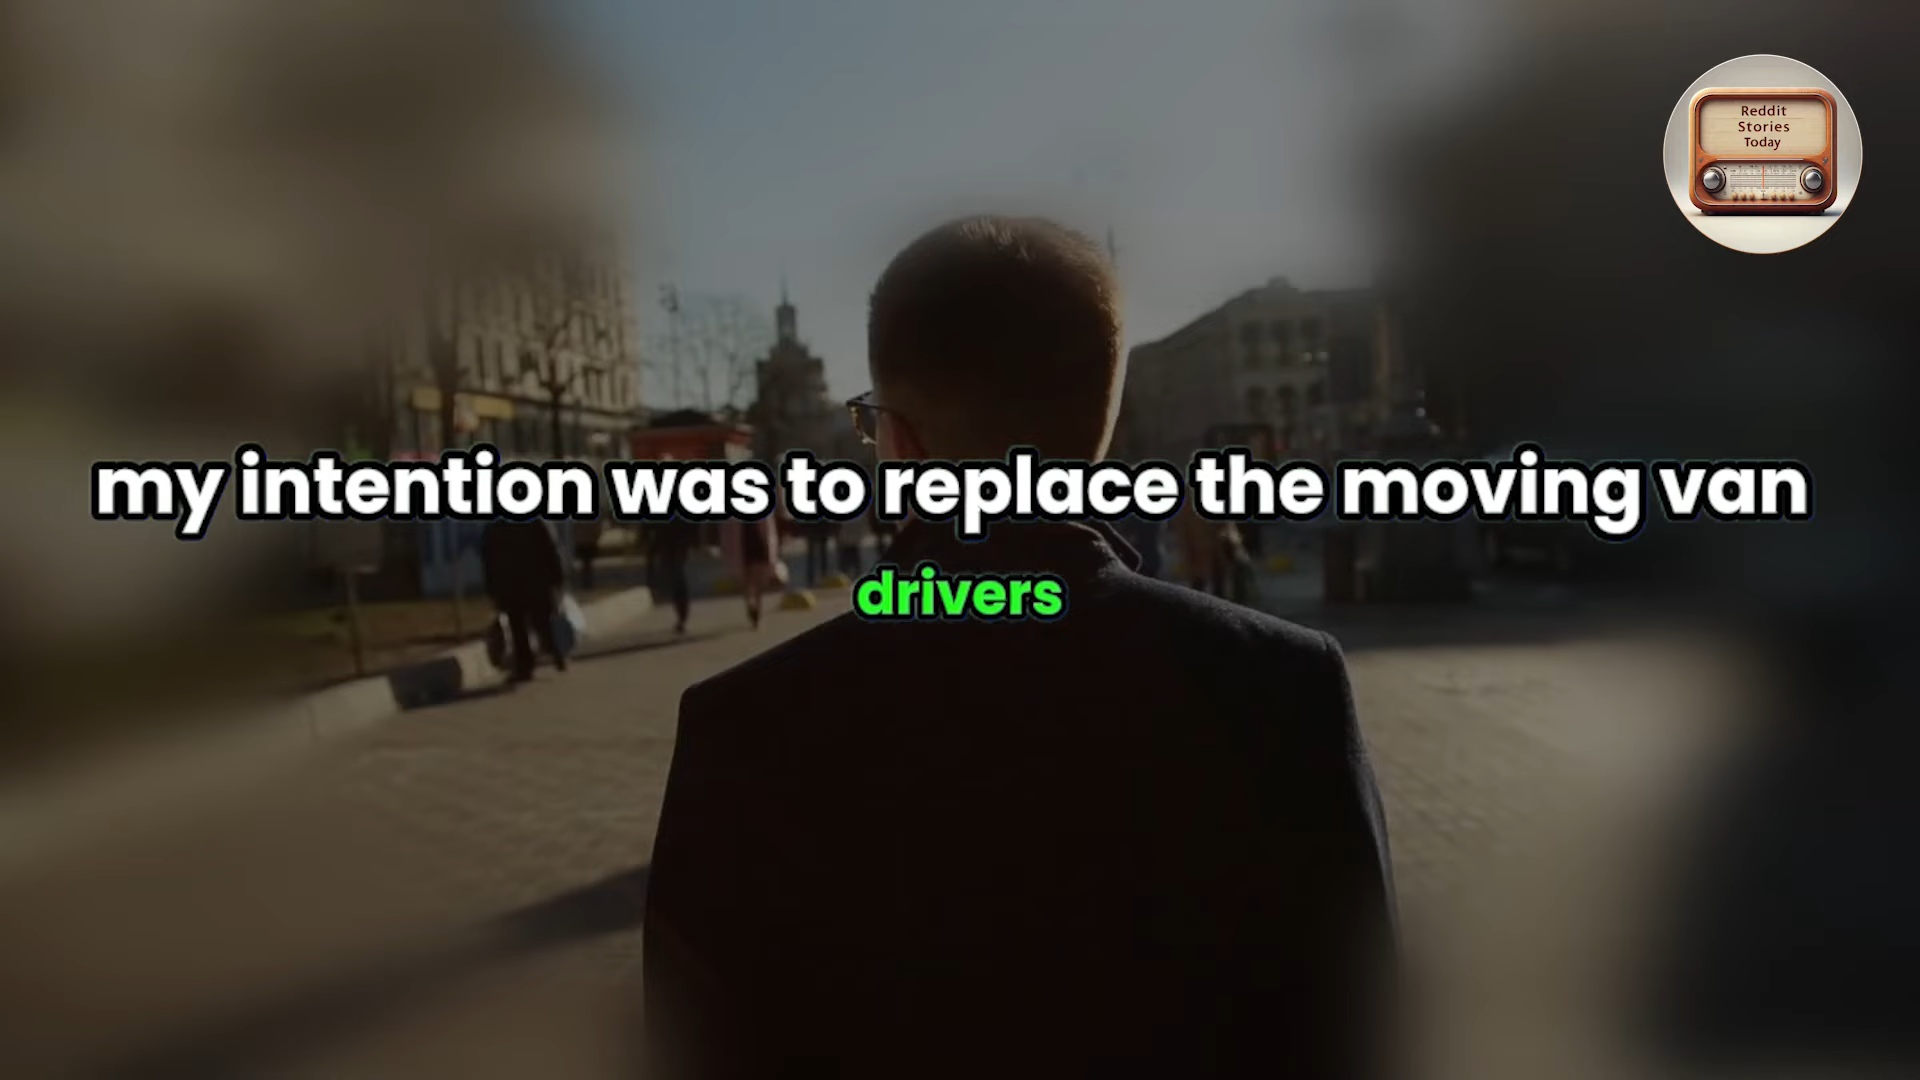 Reddit
Stories
Today
my intention was to replace the moving van
drivers